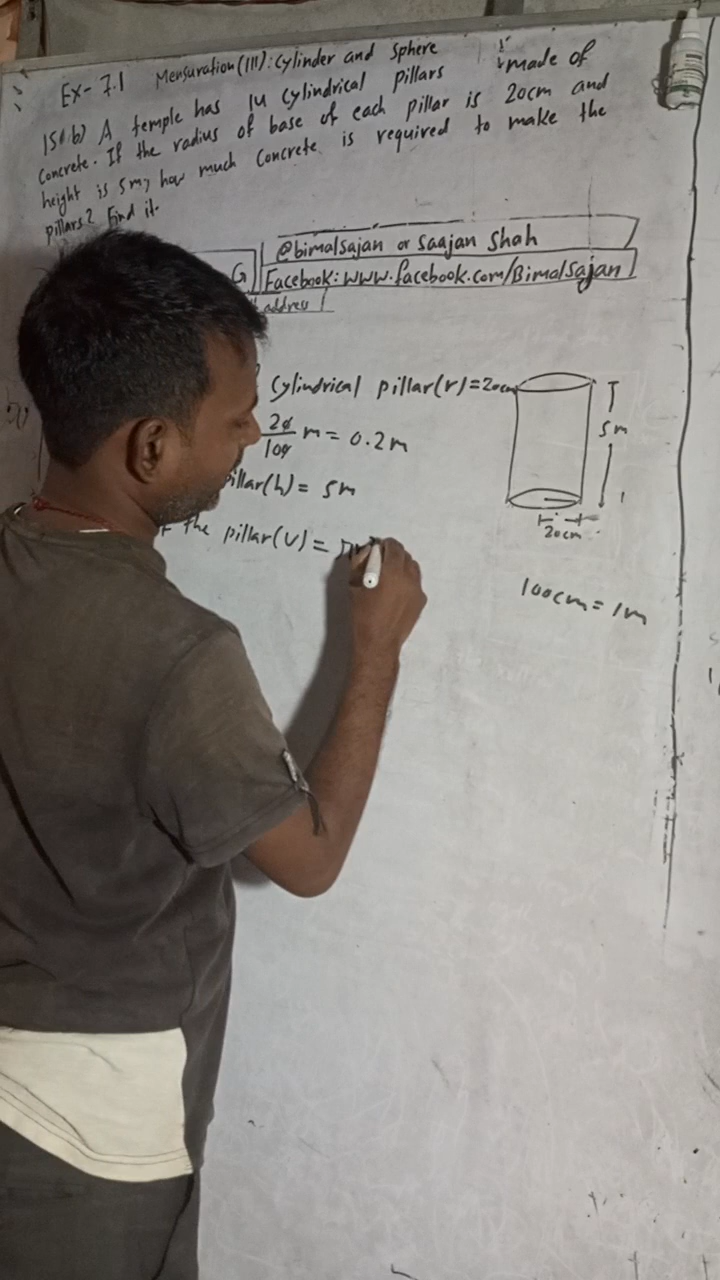 Ex- 7.1 Mensuration(III): Cylinder and sphere
15(b) A temple has 14 cylindrical pillars made of
concrete. If the radius of base of each pillar is 20cm and
height is 5m, how much concrete is required to make the
pillars? Find it.
@bimalsajan or Saajan Shah
G Facebook: www.facebook.com/Bimalsajan
address
Cylindrical pillar(r)=20cm
20/100 m = 0.2m
pillar(h)= 5m
the pillar(v)= πr²
5m
20cm
100cm = 1m